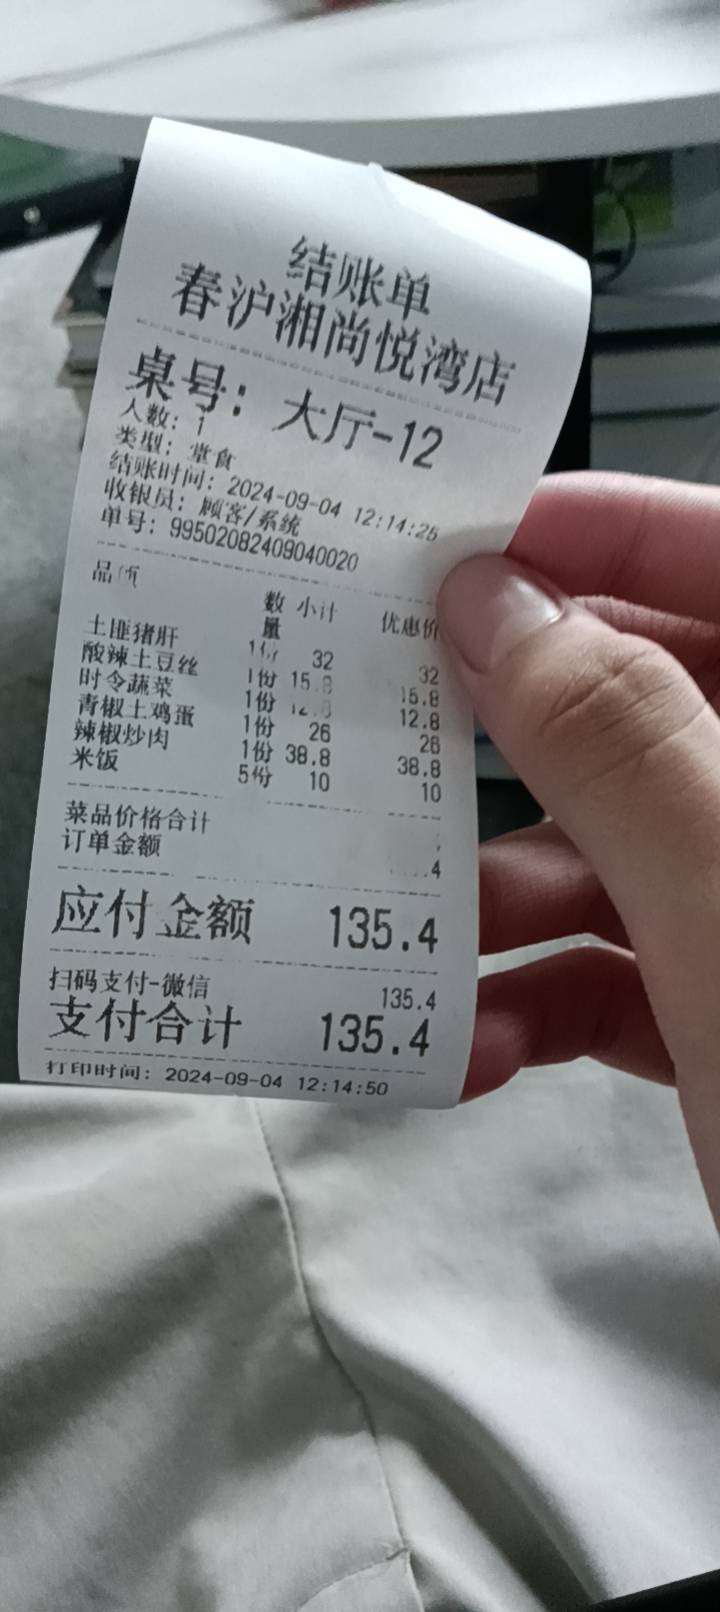 结账单
春沪湘尚悦湾店
桌号: 大厅-12
人数: 1
类型: 堂食
结账时间: 2024-09-04 12:14:25
收银员: 顾客/系统
单号: 99502082409040020
数量 小计 优惠价
土匪猪肝 1份 32 32
酸辣土豆丝 1份 15.8 15.8
时令蔬菜 1份 12.8
青椒土鸡蛋 1份 26 26
辣椒炒肉 1份 38.8 38.8
米饭 5份 10 10
菜品价格合计
订单金额
应付金额 135.4
扫码支付-微信 135.4
支付合计 135.4
打印时间: 2024-09-04 12:14:50